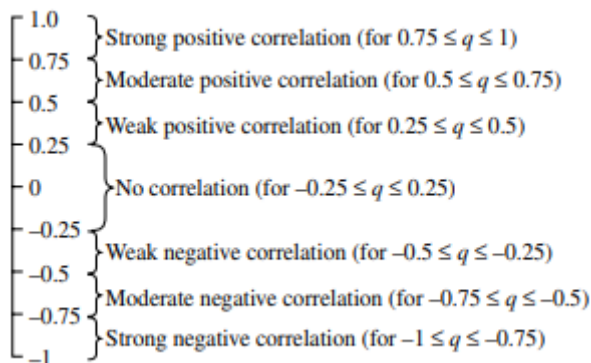 1.0
Strong positive correlation (for 0.75 ≤ q ≤ 1)
0.75
Moderate positive correlation (for 0.5 ≤ q ≤ 0.75)
0.5
Weak positive correlation (for 0.25 ≤ q ≤ 0.5)
0.25
0
No correlation (for –0.25 ≤ q ≤ 0.25)
–0.25
Weak negative correlation (for –0.5 ≤ q ≤ –0.25)
–0.5
Moderate negative correlation (for –0.75 ≤ q ≤ –0.5)
–0.75
Strong negative correlation (for –1 ≤ q ≤ –0.75)
–1